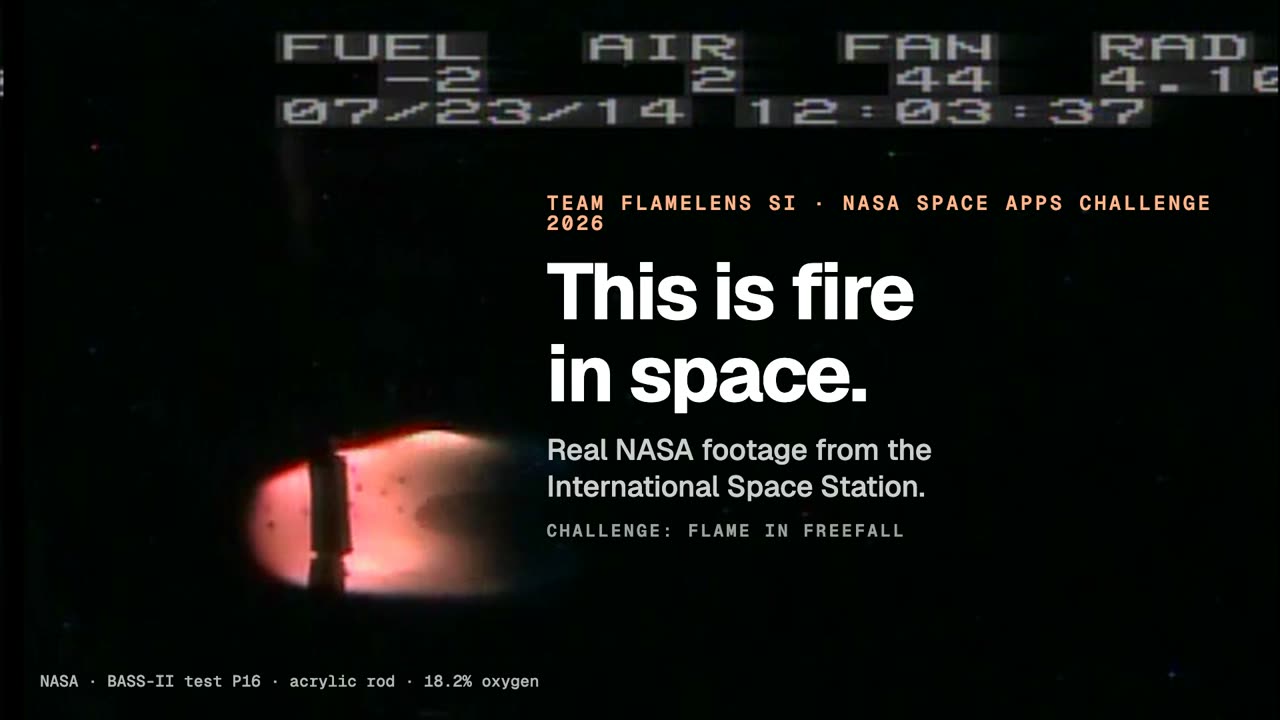 FUEL AIR FAN RAD
-2 2 44 4.10
07/23/14 12:03:37
TEAM FLAMELENS SI · NASA SPACE APPS CHALLENGE
2026
This is fire
in space.
Real NASA footage from the
International Space Station.
CHALLENGE: FLAME IN FREEFALL
NASA · BASS-II test P16 · acrylic rod · 18.2% oxygen